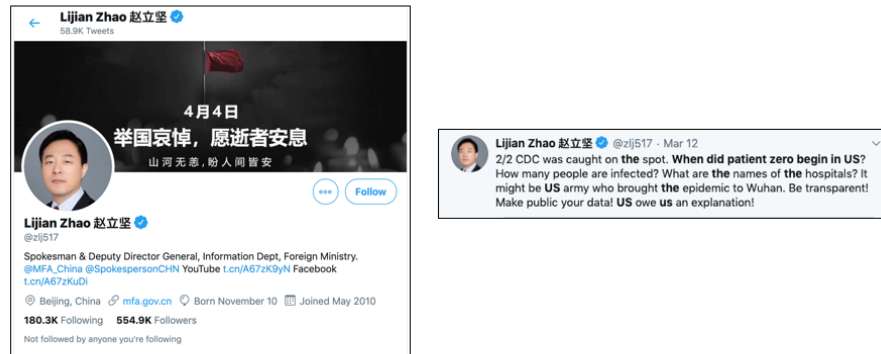 Lijian Zhao 赵立坚
58.9K Tweets
4月4日
举国哀悼，愿逝者安息
山河无恙,盼人间皆安
Follow
Lijian Zhao 赵立坚
@zlj517
Spokesman & Deputy Director General, Information Dept, Foreign Ministry.
@MFA_China @SpokespersonCHN YouTube t.cn/A67zK9yN Facebook
t.cn/A67zKuDi
Beijing, China mfa.gov.cn Born November 10 Joined May 2010
180.3K Following 554.9K Followers
Not followed by anyone you're following
Lijian Zhao 赵立坚 @zlj517 · Mar 12
2/2 CDC was caught on the spot. When did patient zero begin in US?
How many people are infected? What are the names of the hospitals? It
might be US army who brought the epidemic to Wuhan. Be transparent!
Make public your data! US owe us an explanation!